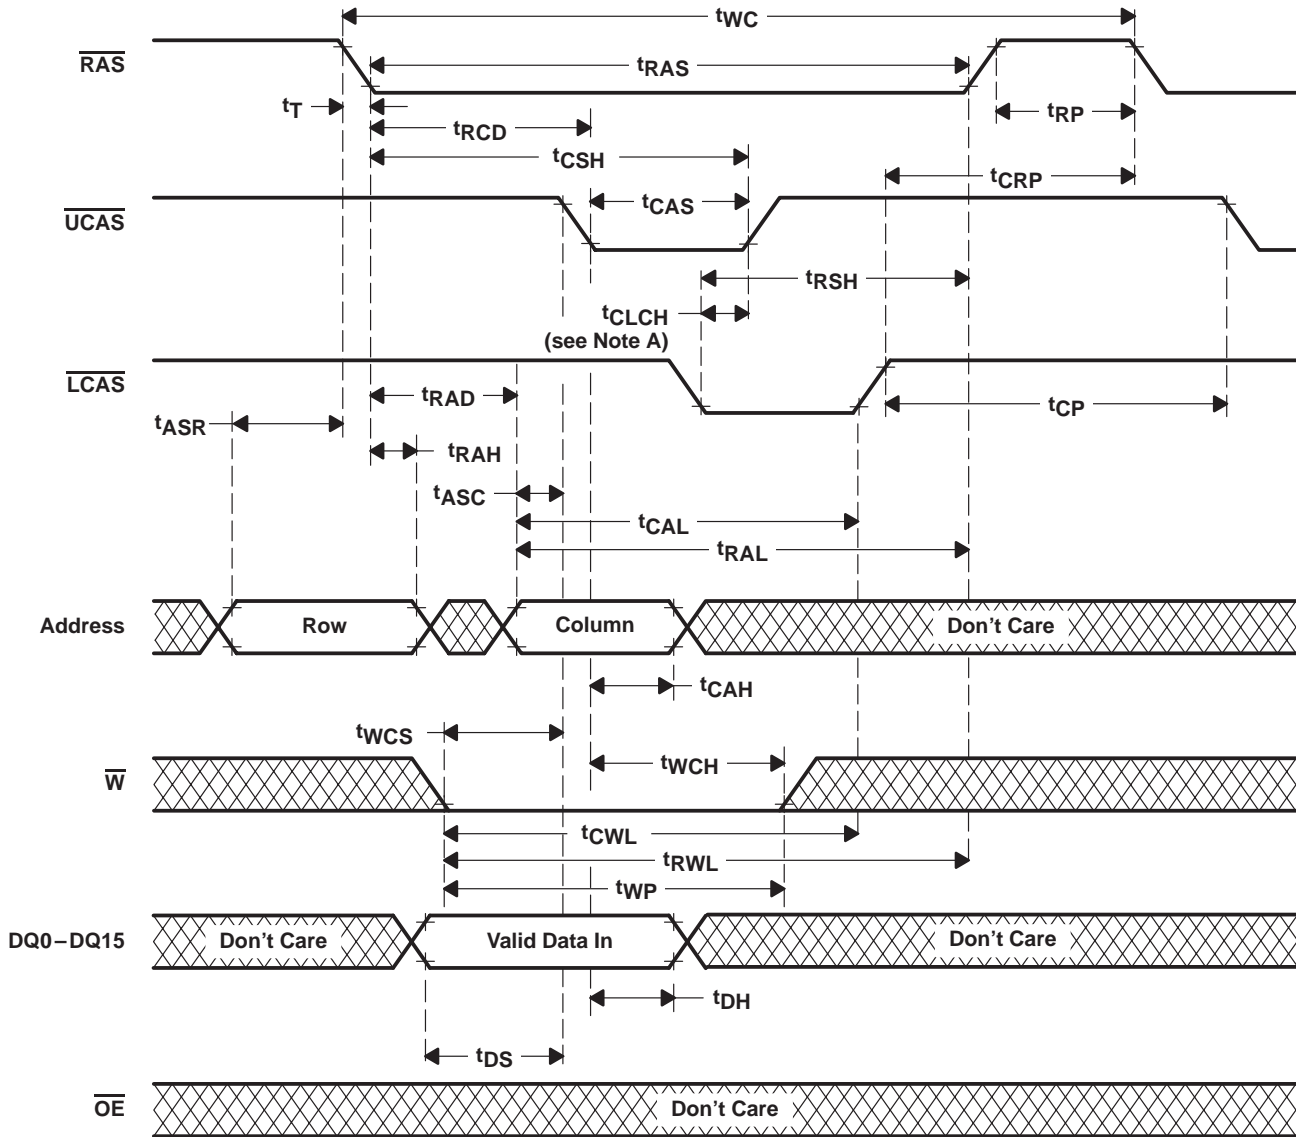 tWC
RAS
tRAS
tT
tRP
tRCD
tCSH
tCRP
UCAS
tCAS
tRSH
tCLCH
(see Note A)
LCAS
tRAD
tCP
tASR
tRAH
tASC
tCAL
tRAL
Address
Row
Column
Don't Care
tCAH
tWCS
tWCH
W
tCWL
tRWL
tWP
DQ0–DQ15
Don't Care
Valid Data In
Don't Care
tDH
tDS
OE
Don't Care